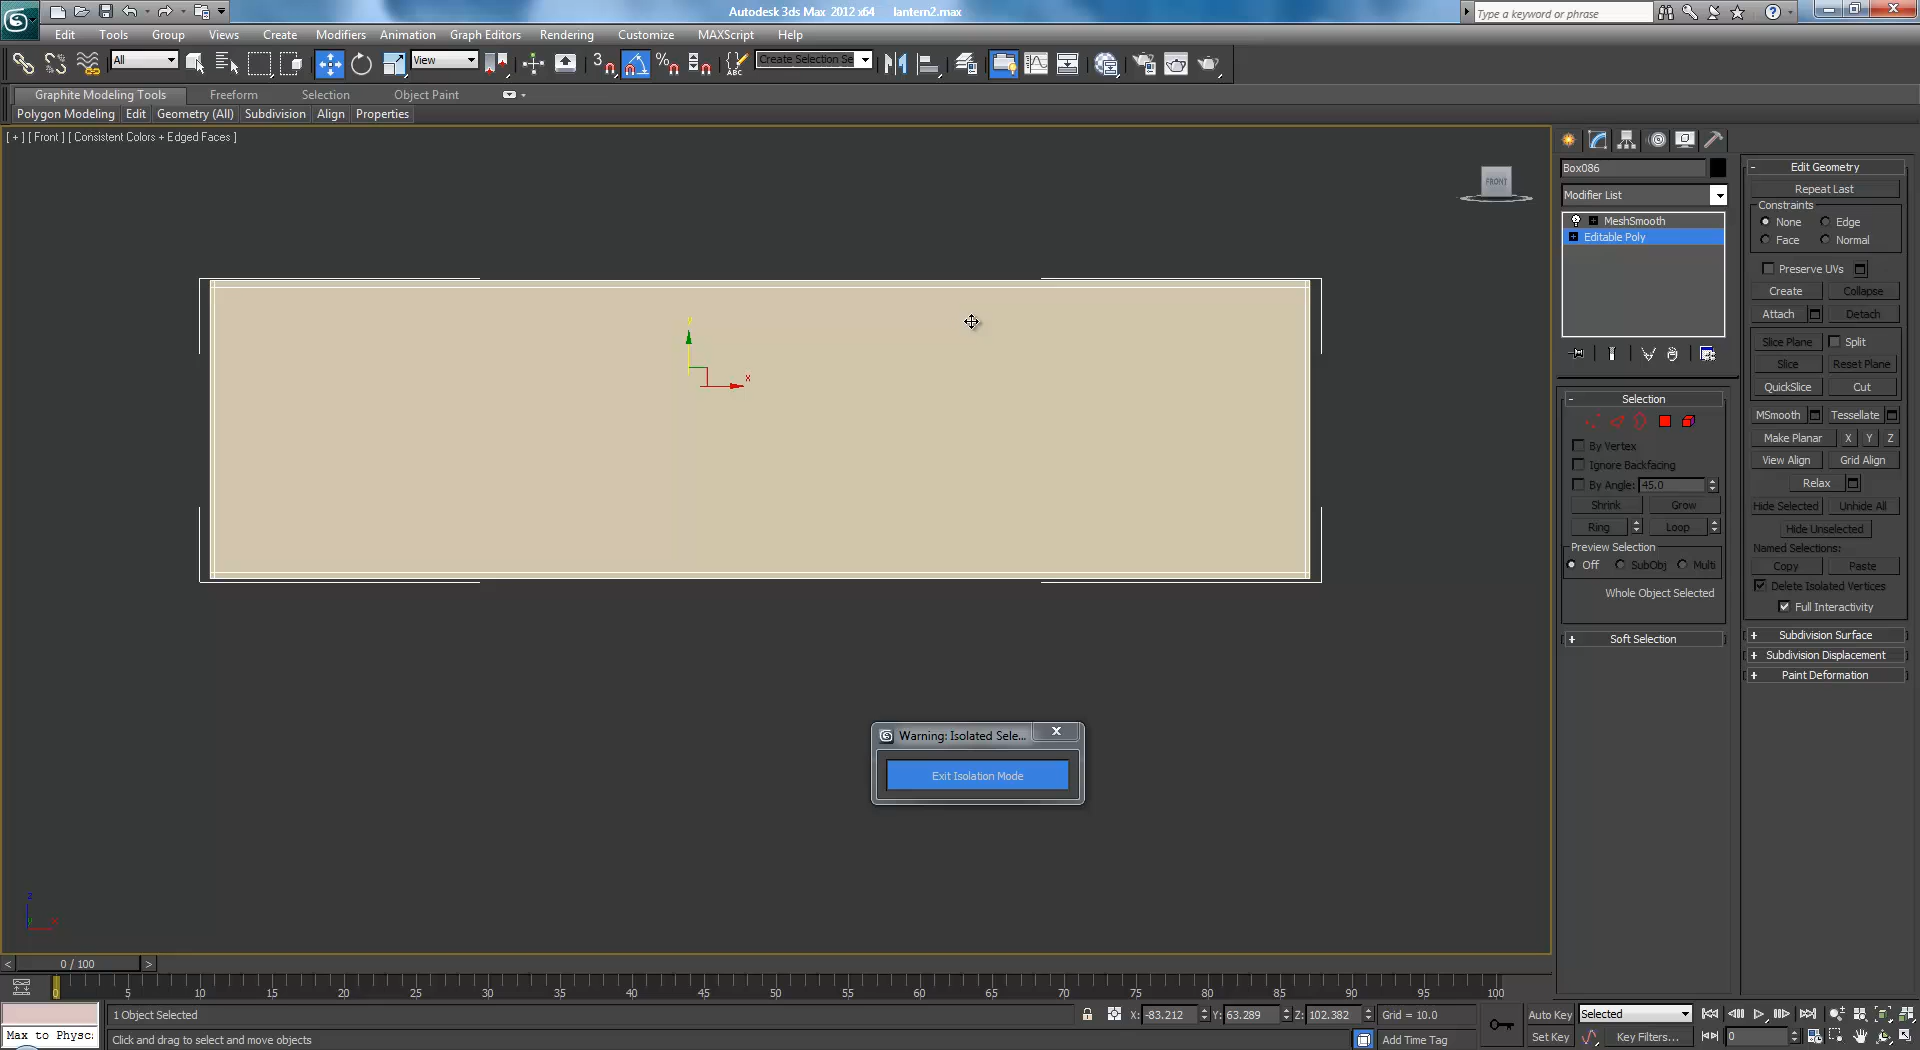 Autodesk 3ds Max 2012 x64 lantern2.max
Type a keyword or phrase
Edit Tools Group Views Create Modifiers Animation Graph Editors Rendering Customize MAXScript Help
All View 3 Create Selection Se
Graphite Modeling Tools Freeform Selection Object Paint
Polygon Modeling Edit Geometry (All) Subdivision Align Properties
[ + ] [ Front ] [ Consistent Colors + Edged Faces ]
FRONT
y
x
Box086
Modifier List
MeshSmooth
Editable Poly
Selection
By Vertex
Ignore Backfacing
By Angle: 45.0
Shrink Grow
Ring Loop
Preview Selection
Off SubObj Multi
Whole Object Selected
Soft Selection
Edit Geometry
Repeat Last
Constraints
None Edge
Face Normal
Preserve UVs
Create Collapse
Attach Detach
Slice Plane Split
Slice Reset Plane
QuickSlice Cut
MSmooth Tessellate
Make Planar X Y Z
View Align Grid Align
Relax
Hide Selected Unhide All
Hide Unselected
Named Selections:
Copy Paste
Delete Isolated Vertices
Full Interactivity
Subdivision Surface
Subdivision Displacement
Paint Deformation
Warning: Isolated Sele...
Exit Isolation Mode
z
x
< 0 / 100 >
0 5 10 15 20 25 30 35 40 45 50 55 60 65 70 75 80 85 90 95 100
1 Object Selected X: -83.212 Y: 63.289 Z: 102.382 Grid = 10.0 Auto Key Selected
Max to Physc Click and drag to select and move objects Add Time Tag Set Key Key Filters... 0